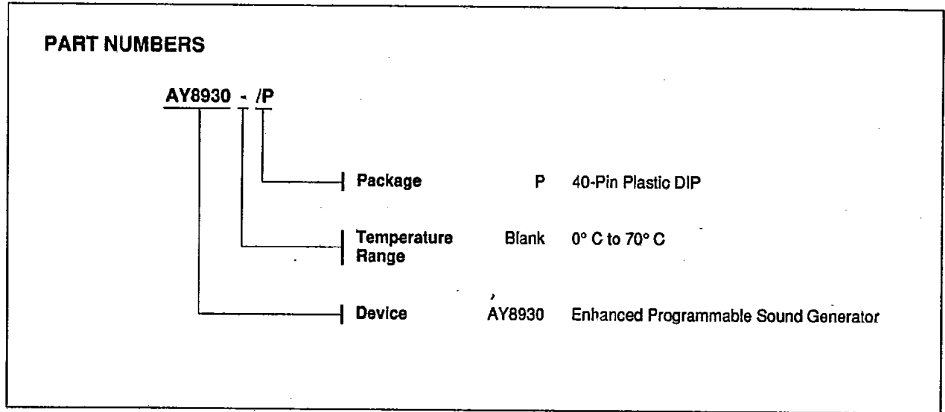 PART NUMBERS
AY8930 - /P
Package P 40-Pin Plastic DIP
Temperature Range Blank 0° C to 70° C
Device AY8930 Enhanced Programmable Sound Generator